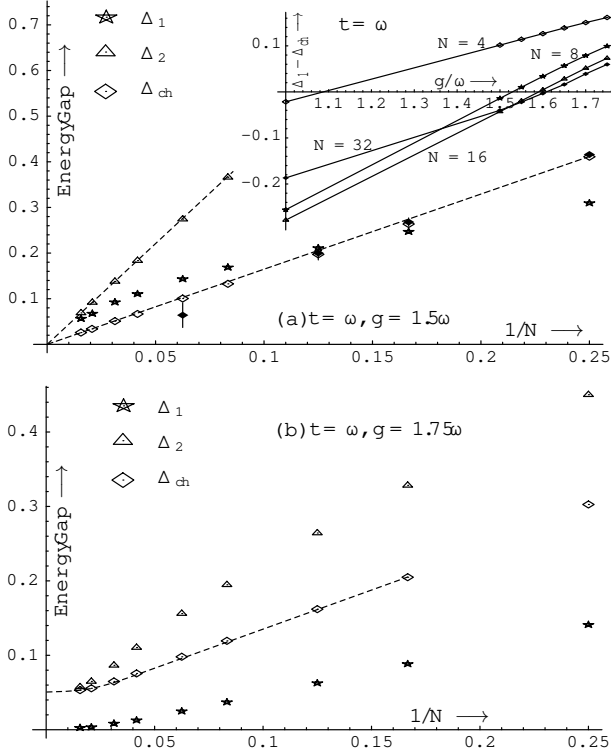 0.7
0.6
0.5
0.4
0.3
0.2
0.1
EnergyGap ⟶
Δ1
Δ2
Δch
t= ω
0.1
-0.1
-0.2
Δ1-Δch ⟶
N = 4
N = 8
g/ω ⟶
1.1 1.2 1.3 1.4 1.5 1.6 1.7
N = 32
N = 16
(a)t= ω,g= 1.5ω
1/N ⟶
0.05 0.1 0.15 0.2 0.25
0.4
0.3
0.2
0.1
EnergyGap ⟶
Δ1
Δ2
Δch
(b)t= ω,g= 1.75ω
1/N ⟶
0.05 0.1 0.15 0.2 0.25